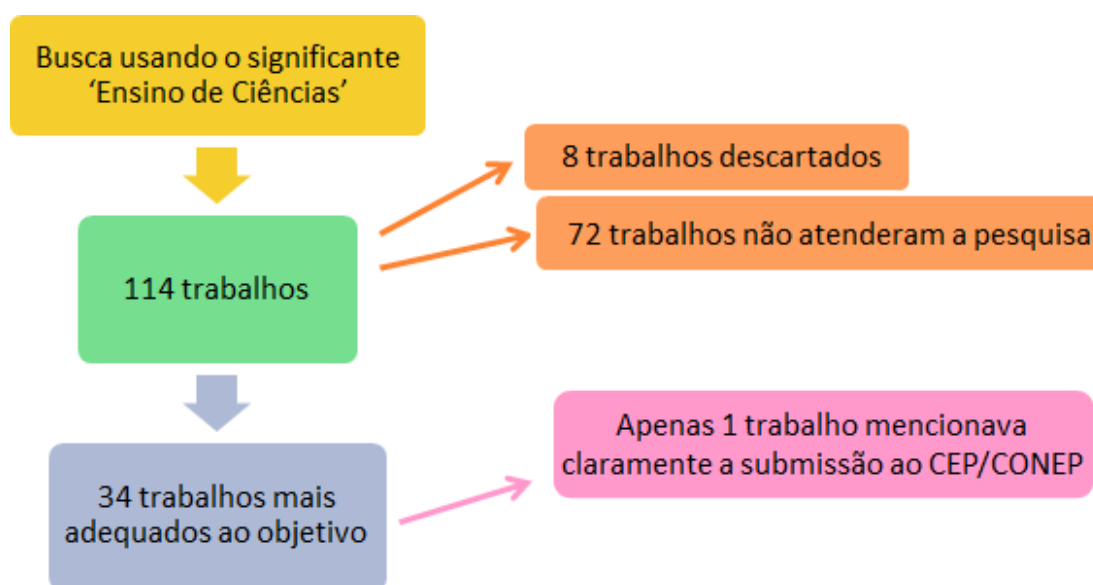 Busca usando o significante
‘Ensino de Ciências’
8 trabalhos descartados
72 trabalhos não atenderam a pesquisa
114 trabalhos
Apenas 1 trabalho mencionava
claramente a submissão ao CEP/CONEP
34 trabalhos mais
adequados ao objetivo